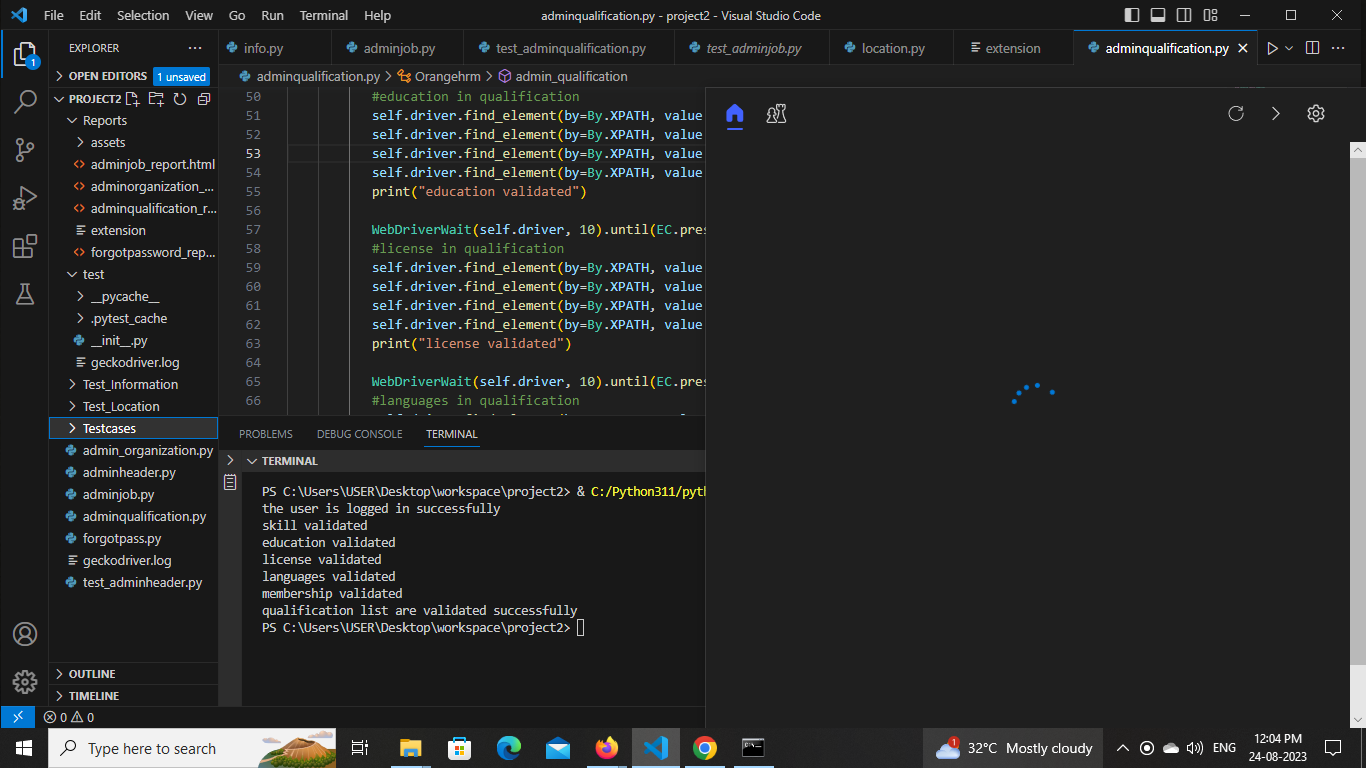 File Edit Selection View Go Run Terminal Help adminqualification.py - project2 - Visual Studio Code
EXPLORER
info.py adminjob.py test_adminqualification.py test_adminjob.py location.py extension adminqualification.py
OPEN EDITORS 1 unsaved
adminqualification.py > Orangehrm > admin_qualification
PROJECT2
Reports
assets
adminjob_report.html
adminorganization_...
adminqualification_r...
extension
forgotpassword_rep...
test
__pycache__
.pytest_cache
__init__.py
geckodriver.log
Test_Information
Test_Location
Testcases
admin_organization.py
adminheader.py
adminjob.py
adminqualification.py
forgotpass.py
geckodriver.log
test_adminheader.py
OUTLINE
TIMELINE
50 #education in qualification
51 self.driver.find_element(by=By.XPATH, value
52 self.driver.find_element(by=By.XPATH, value
53 self.driver.find_element(by=By.XPATH, value
54 self.driver.find_element(by=By.XPATH, value
55 print("education validated")
56
57 WebDriverWait(self.driver, 10).until(EC.pres
58 #license in qualification
59 self.driver.find_element(by=By.XPATH, value
60 self.driver.find_element(by=By.XPATH, value
61 self.driver.find_element(by=By.XPATH, value
62 self.driver.find_element(by=By.XPATH, value
63 print("license validated")
64
65 WebDriverWait(self.driver, 10).until(EC.pres
66 #languages in qualification
PROBLEMS DEBUG CONSOLE TERMINAL
TERMINAL
PS C:\Users\USER\Desktop\workspace\project2> & C:/Python311/pyth
the user is logged in successfully
skill validated
education validated
license validated
languages validated
membership validated
qualification list are validated successfully
PS C:\Users\USER\Desktop\workspace\project2>
1
0 0
Type here to search
1
32°C Mostly cloudy
ENG
12:04 PM
24-08-2023